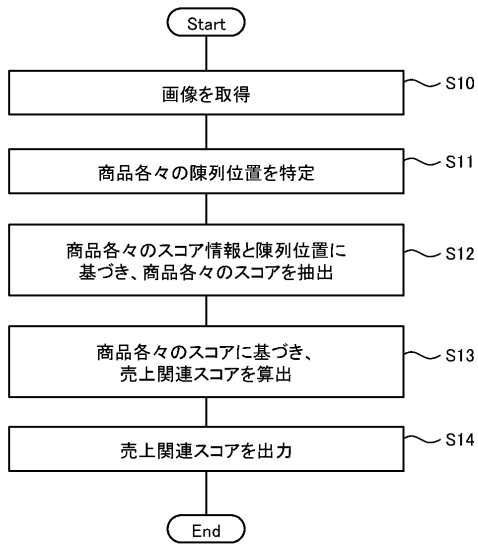 Start
画像を取得
S10
商品各々の陳列位置を特定
S11
商品各々のスコア情報と陳列位置に
基づき、商品各々のスコアを抽出
S12
商品各々のスコアに基づき、
売上関連スコアを算出
S13
売上関連スコアを出力
S14
End